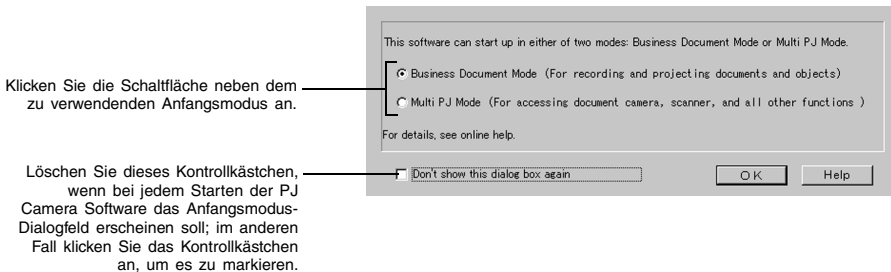 Klicken Sie die Schaltfläche neben dem
zu verwendenden Anfangsmodus an.
Löschen Sie dieses Kontrollkästchen,
wenn bei jedem Starten der PJ
Camera Software das Anfangsmodus-
Dialogfeld erscheinen soll; im anderen
Fall klicken Sie das Kontrollkästchen
an, um es zu markieren.
This software can start up in either of two modes: Business Document Mode or Multi PJ Mode.
Business Document Mode (For recording and projecting documents and objects)
Multi PJ Mode (For accessing document camera, scanner, and all other functions )
For details, see online help.
Don't show this dialog box again
OK
Help